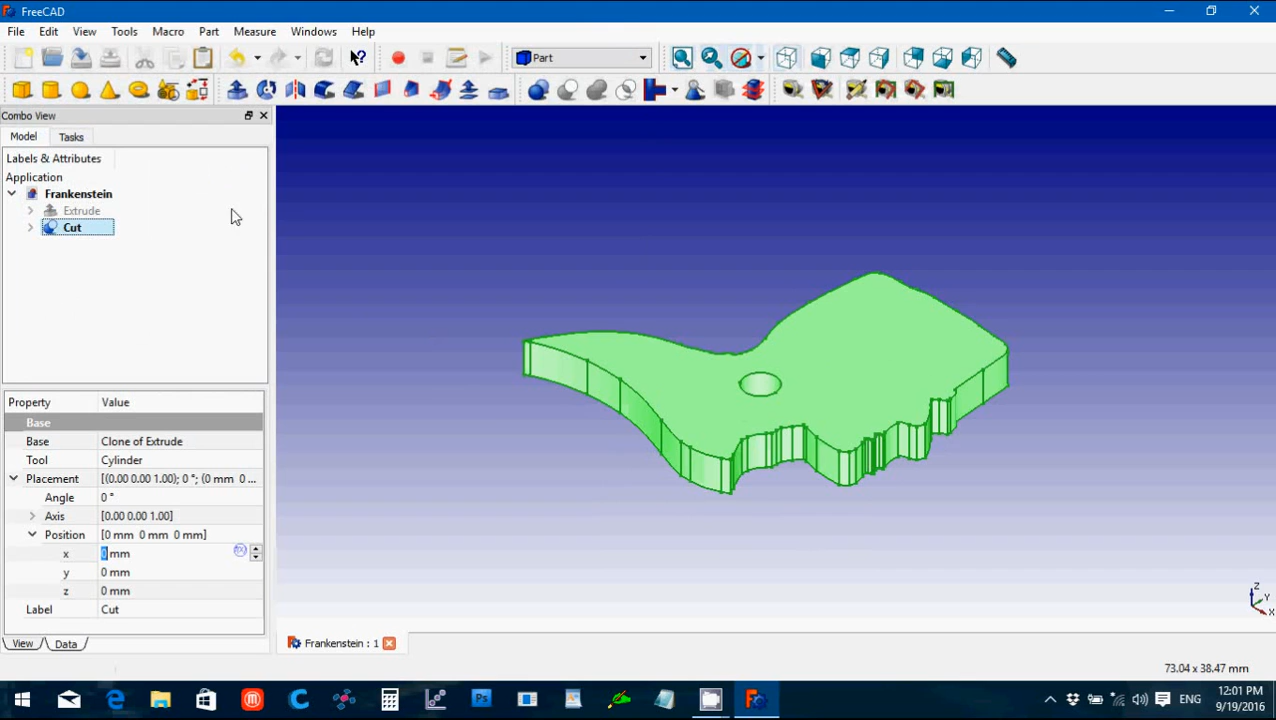 FreeCAD
File Edit View Tools Macro Part Measure Windows Help
Part
Combo View
Model Tasks
Labels & Attributes
Application
Frankenstein
Extrude
Cut
Property Value
Base
Base Clone of Extrude
Tool Cylinder
Placement [(0.00 0.00 1.00); 0 °; (0 mm 0 ...
Angle 0 °
Axis [0.00 0.00 1.00]
Position [0 mm 0 mm 0 mm]
x 0 mm
y 0 mm
z 0 mm
Label Cut
View Data
Frankenstein : 1
Z
Y
X
73.04 x 38.47 mm
ENG
12:01 PM
9/19/2016